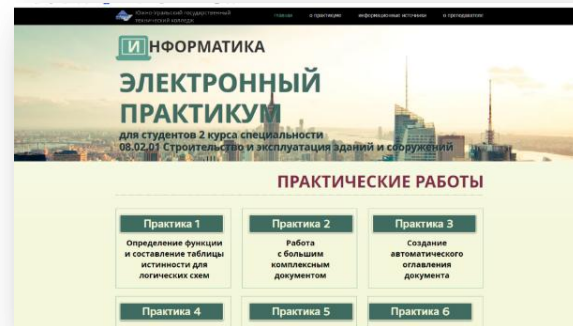 Южно-Уральский государственный
технический колледж
главная
о практикуме
информационные источники
о преподавателе
ИНФОРМАТИКА
ЭЛЕКТРОННЫЙ
ПРАКТИКУМ
для студентов 2 курса специальности
08.02.01 Строительство и эксплуатация зданий и сооружений
ПРАКТИЧЕСКИЕ РАБОТЫ
Практика 1
Определение функции
и составление таблицы
истинности для
логических схем
Практика 2
Работа
с большим
комплексным
документом
Практика 3
Создание
автоматического
оглавления
документа
Практика 4
Практика 5
Практика 6